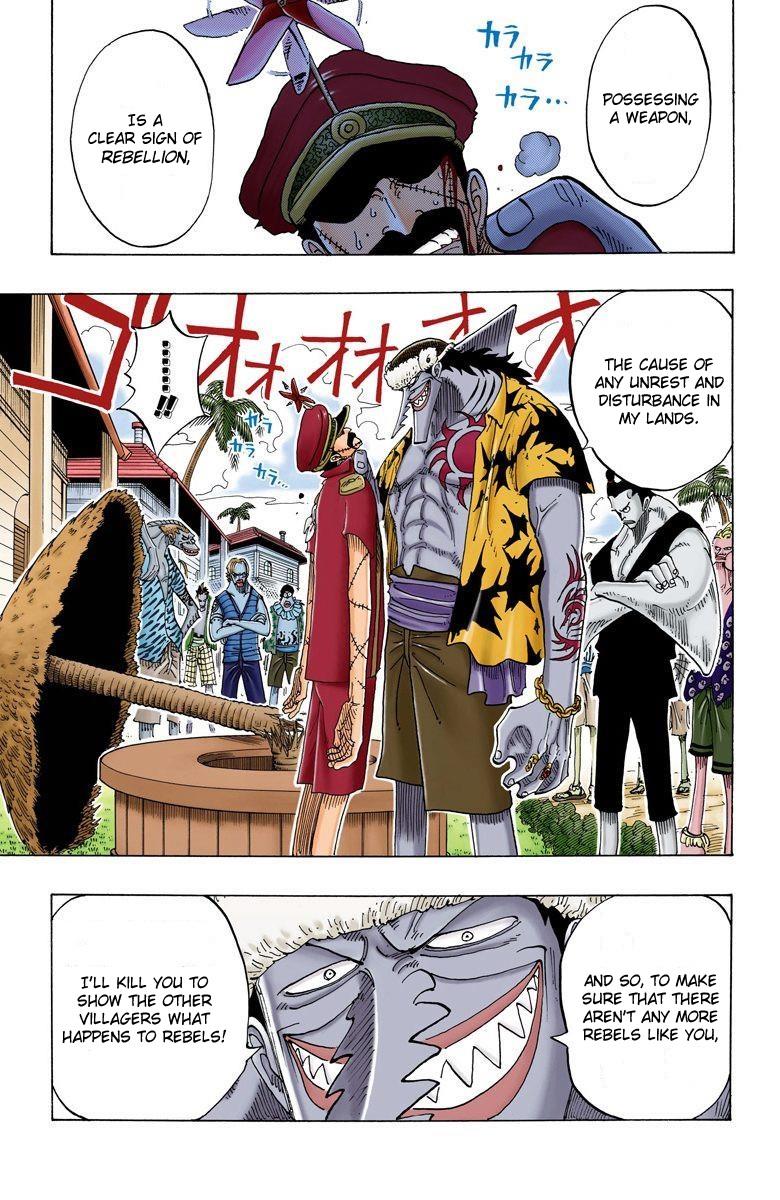 POSSESSING
A WEAPON,
カラ
カラ
カラ…
IS A
CLEAR SIGN OF
REBELLION,
THE CAUSE OF
ANY UNREST AND
DISTURBANCE IN
MY LANDS.
ゴオオオオオオ
……!!
カラ
カラ
カラ…
AND SO, TO MAKE
SURE THAT THERE
AREN'T ANY MORE
REBELS LIKE YOU,
I'LL KILL YOU TO
SHOW THE OTHER
VILLAGERS WHAT
HAPPENS TO REBELS!